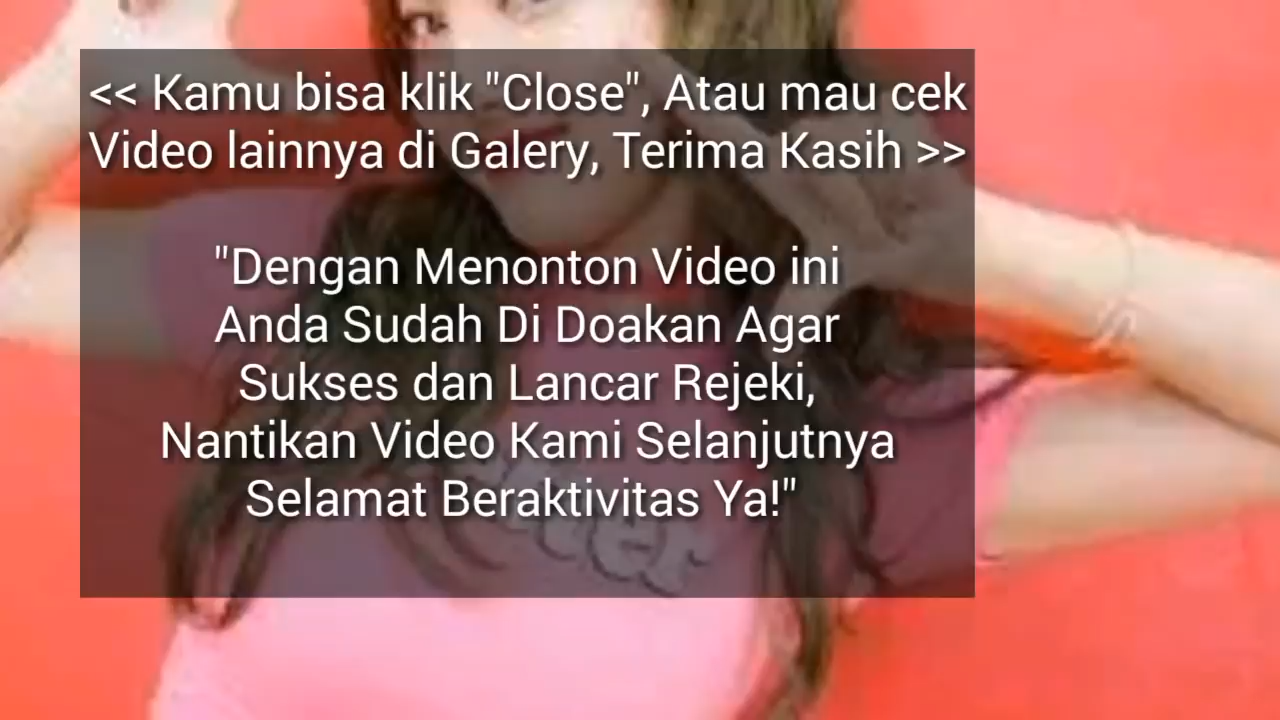 << Kamu bisa klik "Close", Atau mau cek
Video lainnya di Galery, Terima Kasih >>
"Dengan Menonton Video ini
Anda Sudah Di Doakan Agar
Sukses dan Lancar Rejeki,
Nantikan Video Kami Selanjutnya
Selamat Beraktivitas Ya!"